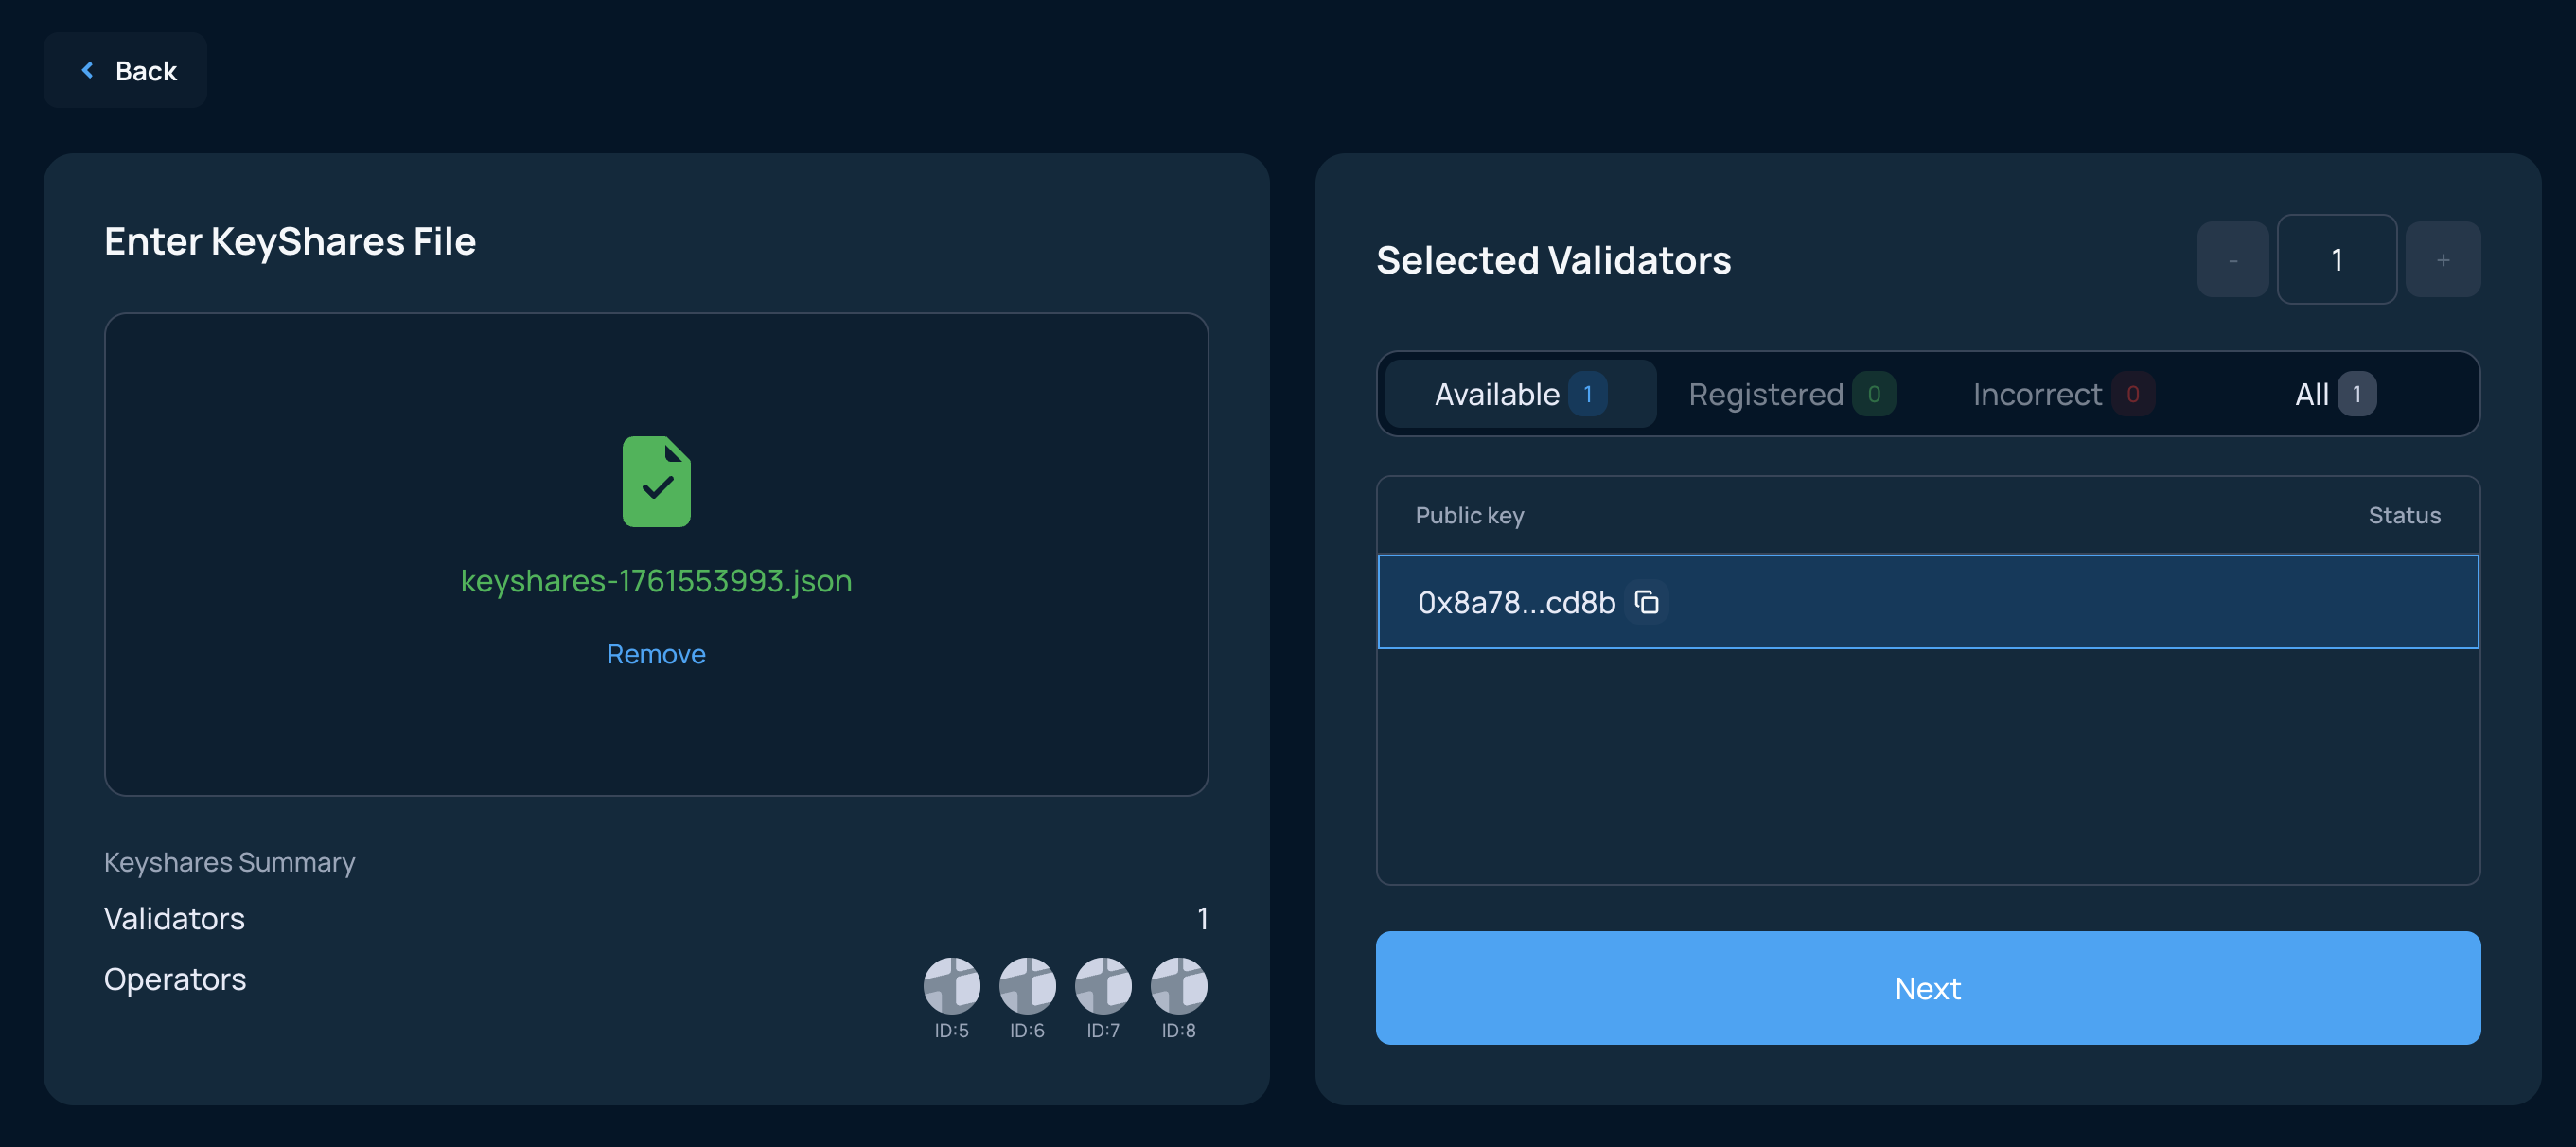 Back
Enter KeyShares File
keyshares-1761553993.json
Remove
Keyshares Summary
Validators 1
Operators
ID:5 ID:6 ID:7 ID:8
Selected Validators - 1 +
Available 1 Registered 0 Incorrect 0 All 1
Public key Status
0x8a78...cd8b
Next